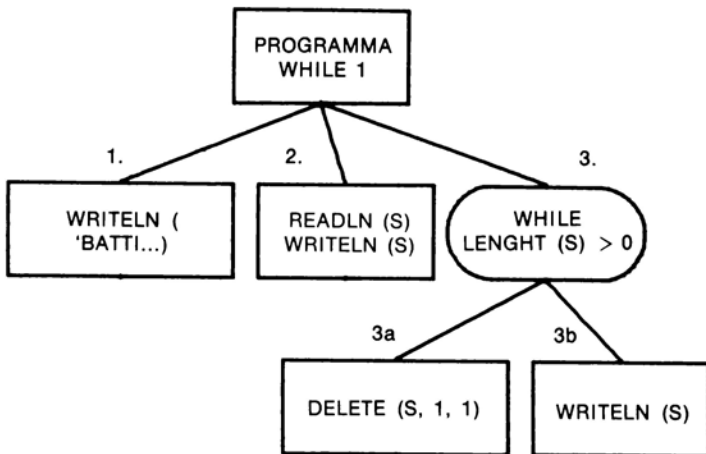 PROGRAMMA
WHILE 1
1.
2.
3.
WRITELN (
'BATTI...)
READLN (S)
WRITELN (S)
WHILE
LENGHT (S) > 0
3a
3b
DELETE (S, 1, 1)
WRITELN (S)